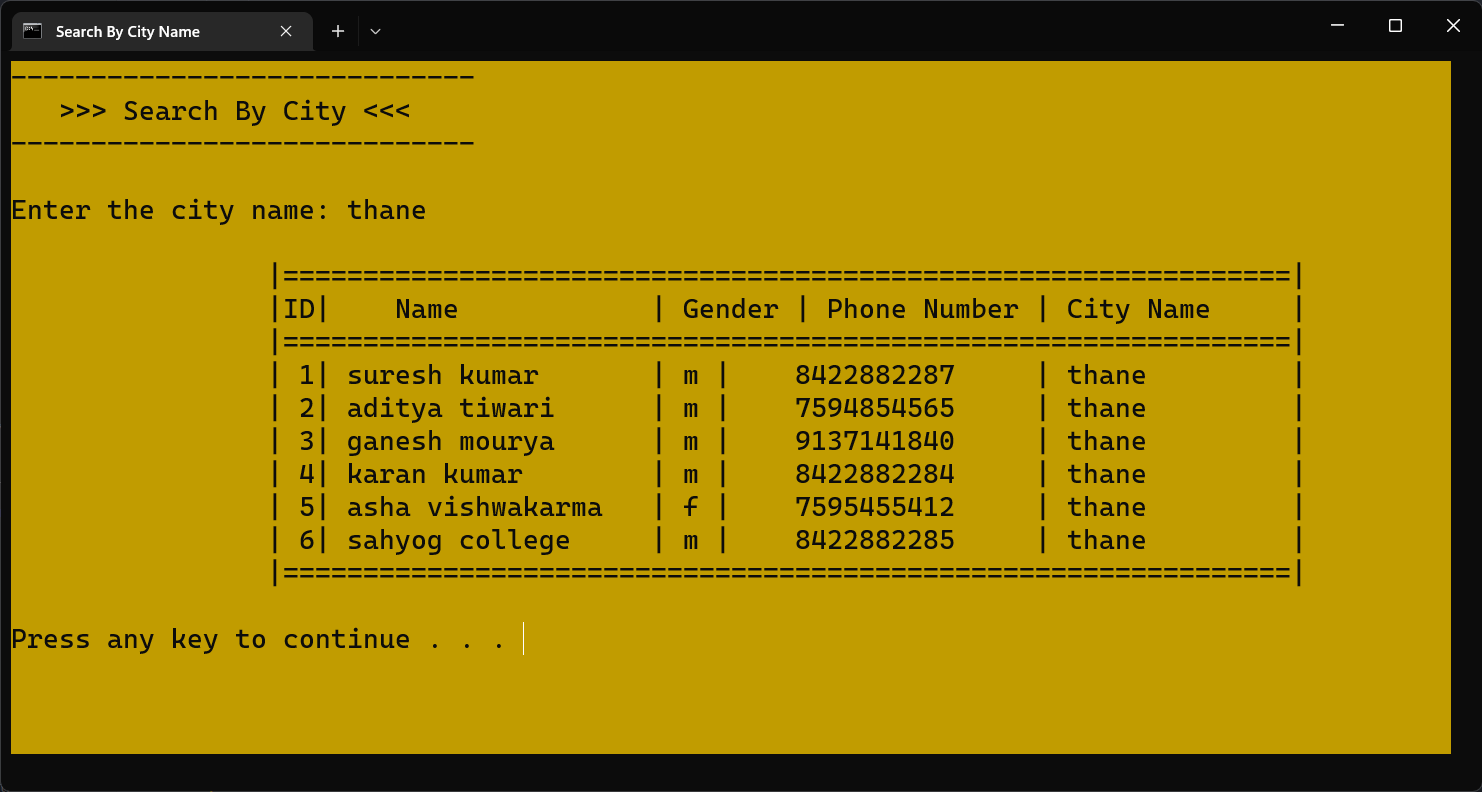 Search By City Name
-----------------------------
   >>> Search By City <<<
-----------------------------
Enter the city name: thane
|===============================================================|
|ID|    Name            | Gender | Phone Number | City Name     |
|===============================================================|
| 1| suresh kumar       | m |    8422882287     | thane         |
| 2| aditya tiwari      | m |    7594854565     | thane         |
| 3| ganesh mourya      | m |    9137141840     | thane         |
| 4| karan kumar        | m |    8422882284     | thane         |
| 5| asha vishwakarma   | f |    7595455412     | thane         |
| 6| sahyog college     | m |    8422882285     | thane         |
|===============================================================|
Press any key to continue . . .